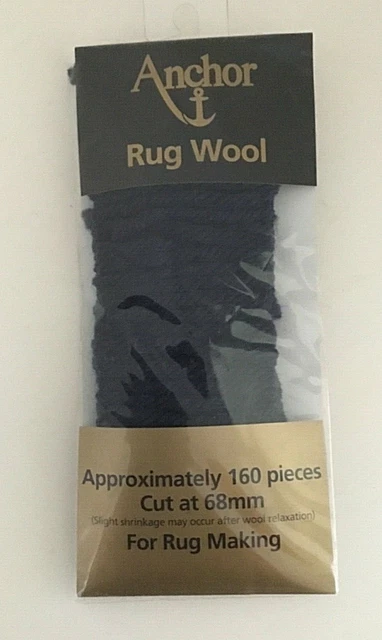 Anchor
Rug Wool
Approximately 160 pieces
Cut at 68mm
(Slight shrinkage may occur after wool relaxation)
For Rug Making